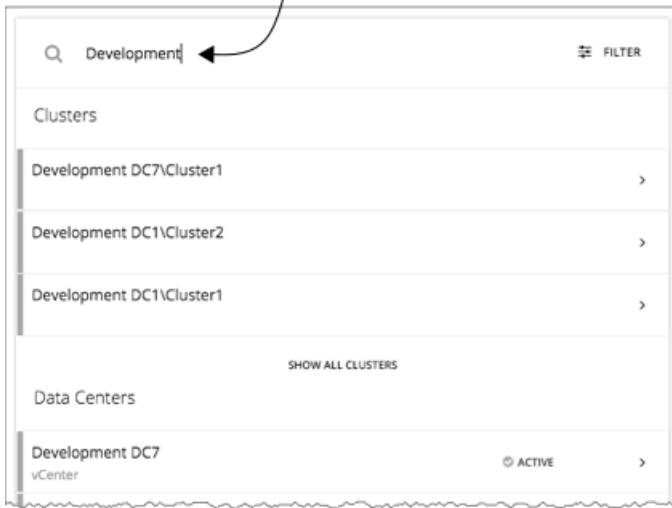 Development
FILTER
Clusters
Development DC7\Cluster1
Development DC1\Cluster2
Development DC1\Cluster1
SHOW ALL CLUSTERS
Data Centers
Development DC7
ACTIVE
vCenter